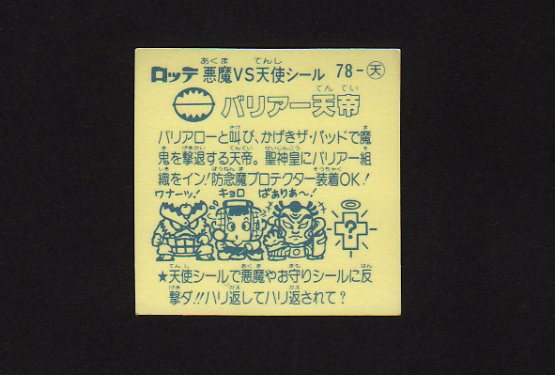 ロッテ 悪魔VS天使シール 78-天
バリアー天帝
バリアローと叫び、かげきザ・パッドで魔
鬼を撃退する天帝。聖神皇にバリアー組
織をイン!防念魔プロテクター装着OK!
ワナーッ! キョロ ばぁりあ〜!
?
★天使シールで悪魔やお守りシールに反
撃ダ!!ハリ返してハリ返されて?